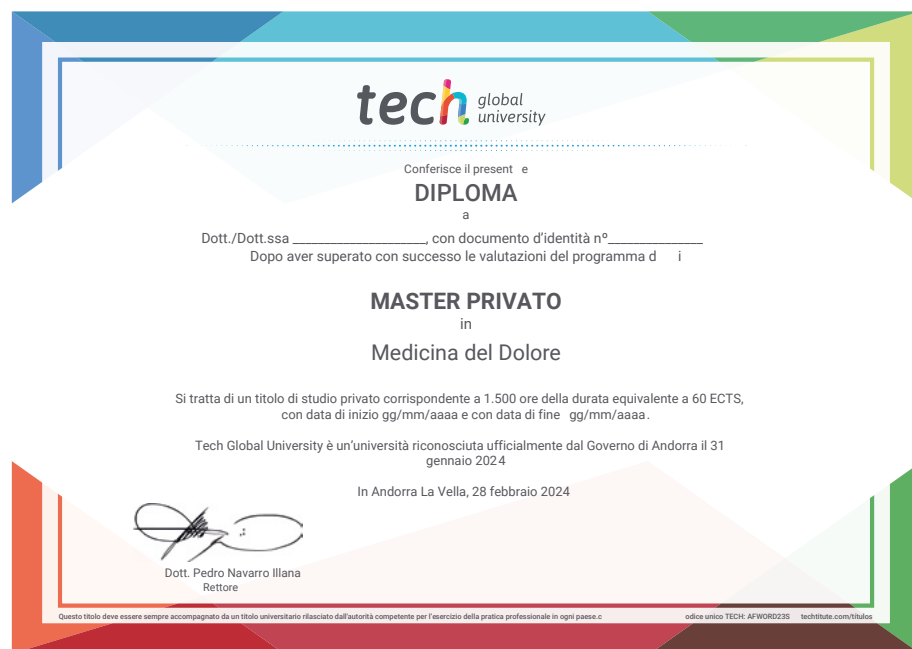 tech global university
Conferisce il present e
DIPLOMA
a
Dott./Dott.ssa _____________________, con documento d'identità nº_______________
Dopo aver superato con successo le valutazioni del programma d i
MASTER PRIVATO
in
Medicina del Dolore
Si tratta di un titolo di studio privato corrispondente a 1.500 ore della durata equivalente a 60 ECTS,
con data di inizio gg/mm/aaaa e con data di fine gg/mm/aaaa.
Tech Global University è un'università riconosciuta ufficialmente dal Governo di Andorra il 31
gennaio 2024
In Andorra La Vella, 28 febbraio 2024
Dott. Pedro Navarro Illana
Rettore
Questo titolo deve essere sempre accompagnato da un titolo universitario rilasciato dall'autorità competente per l'esercizio della pratica professionale in ogni paese.c odice unico TECH: AFWORD23S techtitute.com/títulos